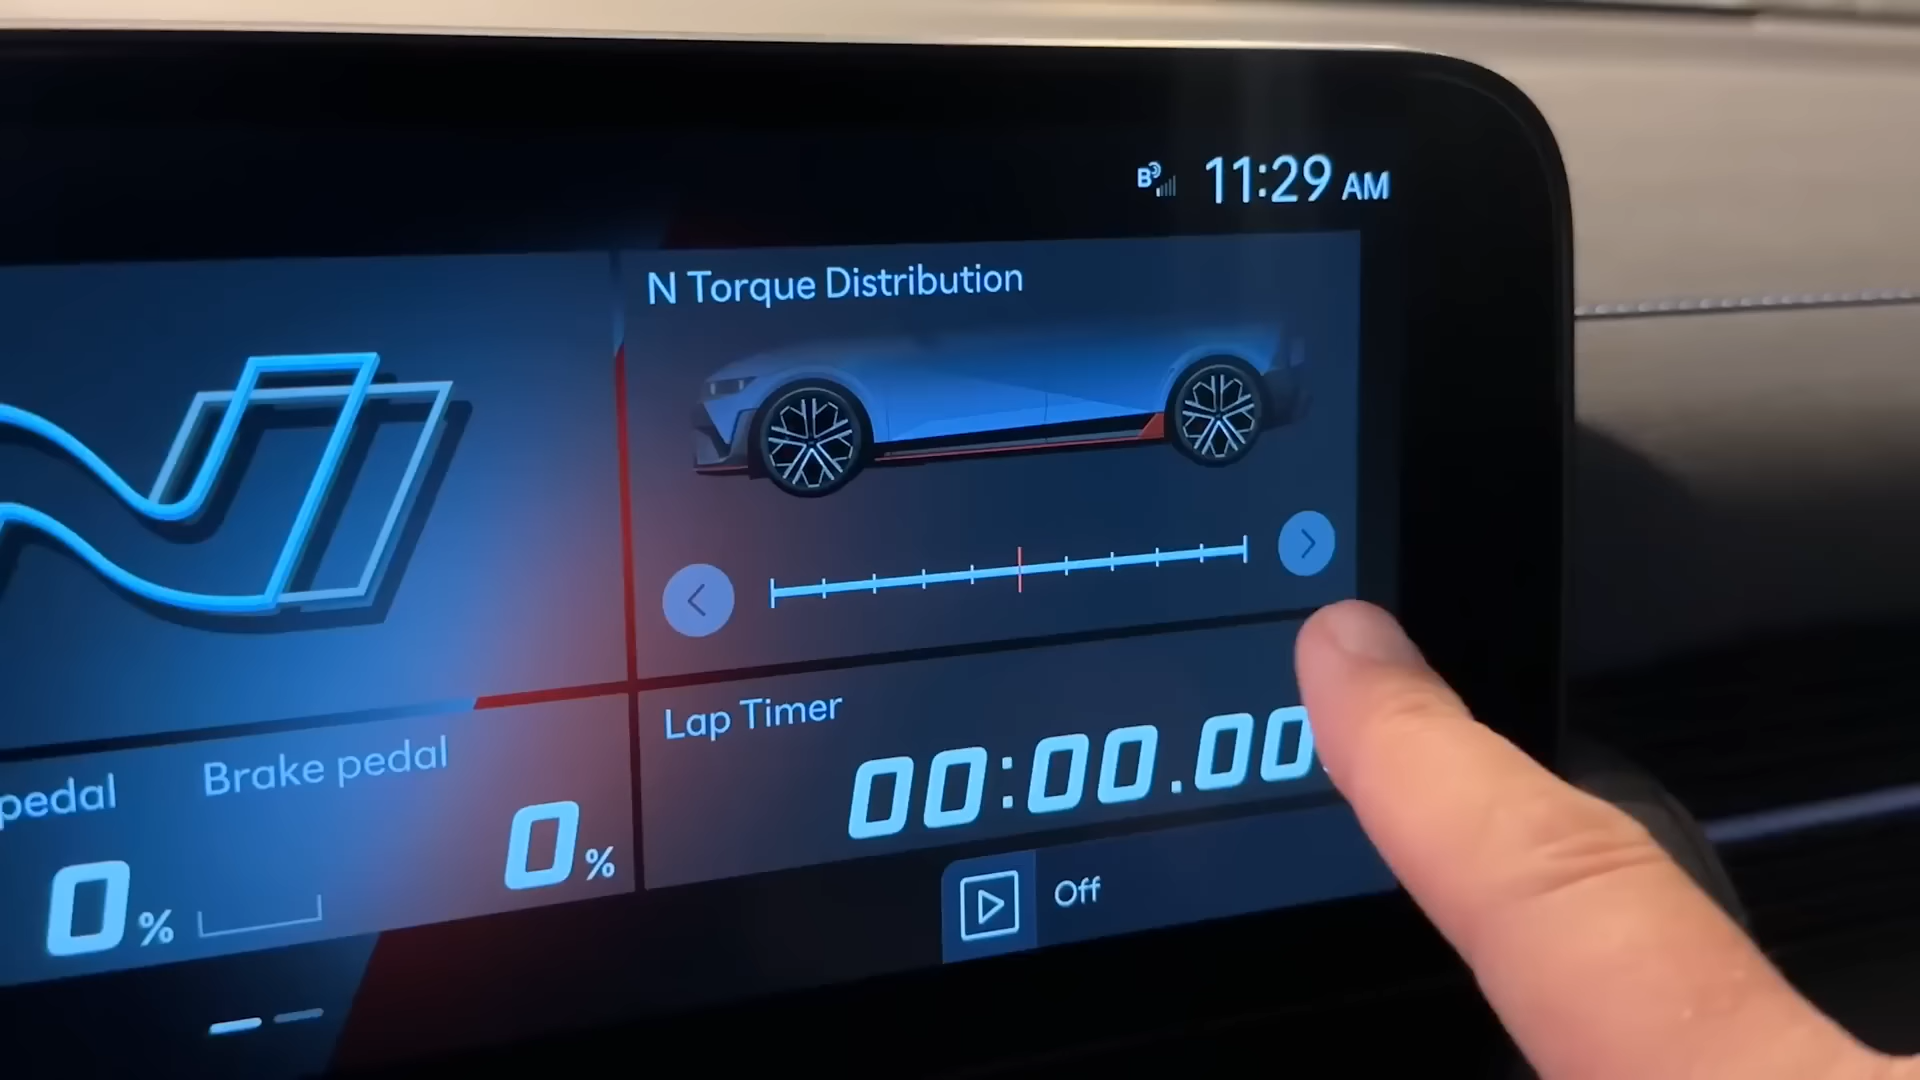 B 11:29 AM
N Torque Distribution
pedal
0%
Brake pedal
0%
Lap Timer
00:00.00
Off